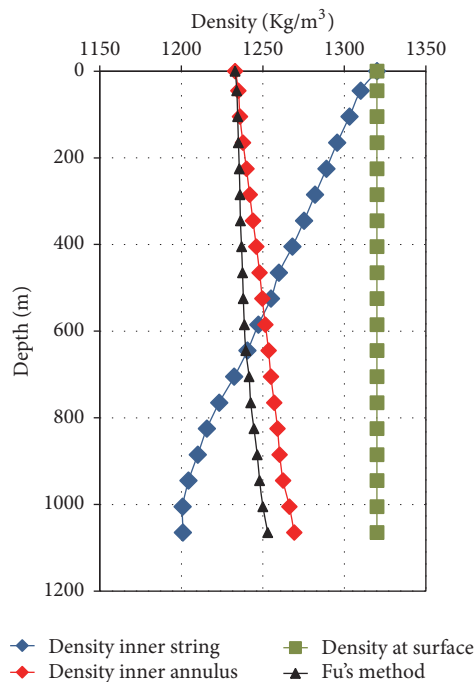 Density (Kg/m³)
1150 1200 1250 1300 1350
0
200
400
600
800
1000
1200
Depth (m)
Density inner string
Density inner annulus
Density at surface
Fu's method